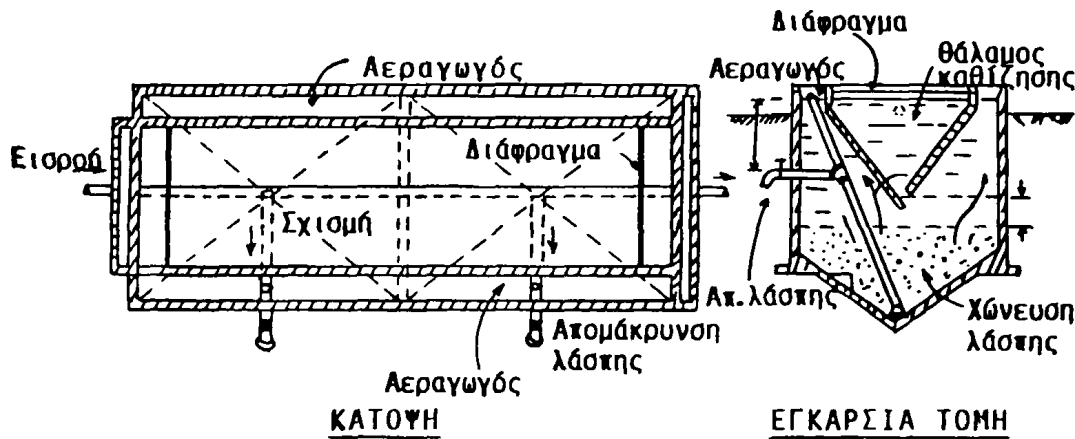 Αεραγωγός
Εισροή
Διάφραγμα
Σχισμή
Απομάκρυνση
λάσπης
Αεραγωγός
ΚΑΤΟΨΗ
Διάφραγμα
Αεραγωγός
θάλαμος
καθίζησης
Απ.λάσπης
Χώνευση
λάσπης
ΕΓΚΑΡΣΙΑ ΤΟΜΗ